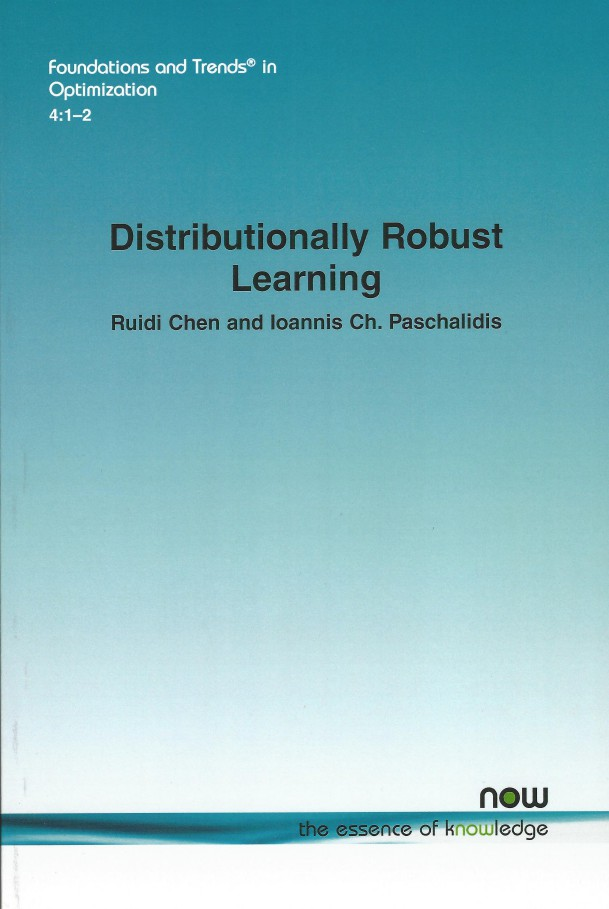 Foundations and Trends® in
Optimization
4:1–2
Distributionally Robust
Learning
Ruidi Chen and Ioannis Ch. Paschalidis
now
the essence of knowledge